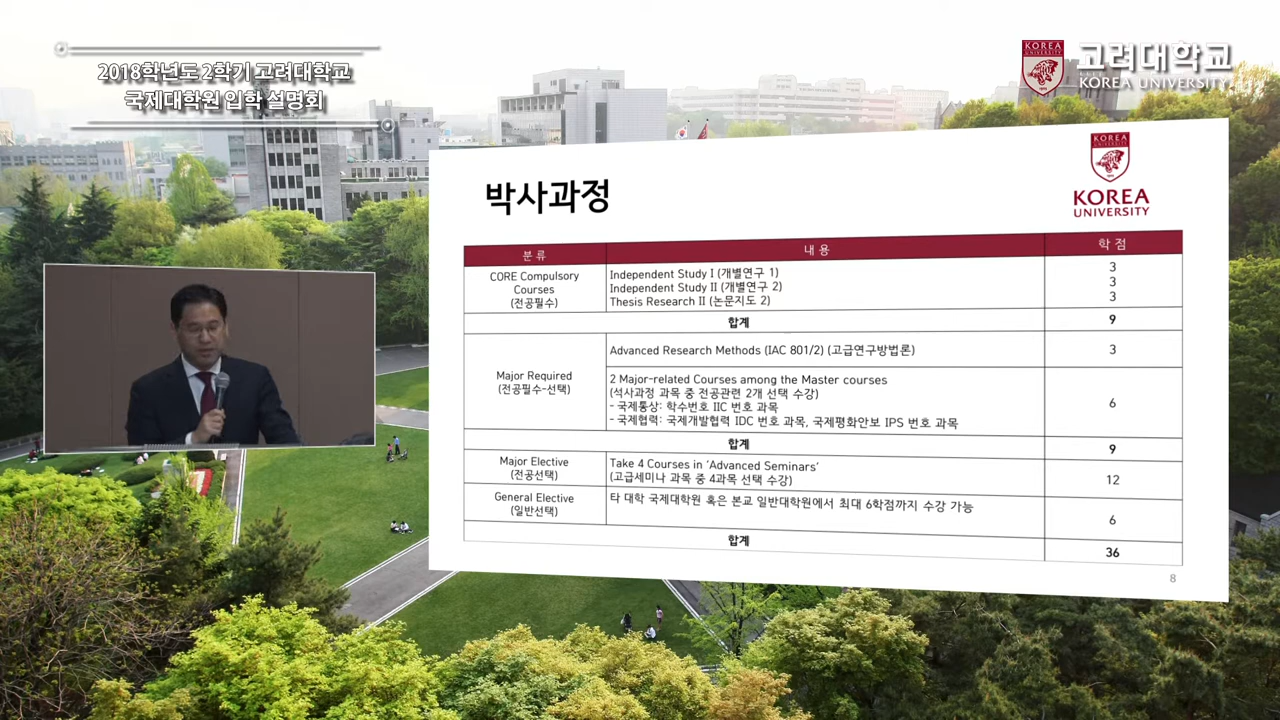 2018학년도 2학기 고려대학교
국제대학원 입학 설명회
KOREA
UNIVERSITY
1905
고려대학교
KOREA UNIVERSITY
KOREA
UNIVERSITY
1905
KOREA
UNIVERSITY
박사과정
분류 내용 학점
CORE Compulsory
Courses
(전공필수)
Independent Study I (개별연구 1) 3
Independent Study II (개별연구 2) 3
Thesis Research II (논문지도 2) 3
합계 9
Major Required
(전공필수-선택)
Advanced Research Methods (IAC 801/2) (고급연구방법론) 3
2 Major-related Courses among the Master courses
(석사과정 과목 중 전공관련 2개 선택 수강)
- 국제통상: 학수번호 IIC 번호 과목
- 국제협력: 국제개발협력 IDC 번호 과목, 국제평화안보 IPS 번호 과목
6
합계 9
Major Elective
(전공선택)
Take 4 Courses in 'Advanced Seminars'
(고급세미나 과목 중 4과목 선택 수강)
12
General Elective
(일반선택)
타 대학 국제대학원 혹은 본교 일반대학원에서 최대 6학점까지 수강 가능
6
합계 36
8